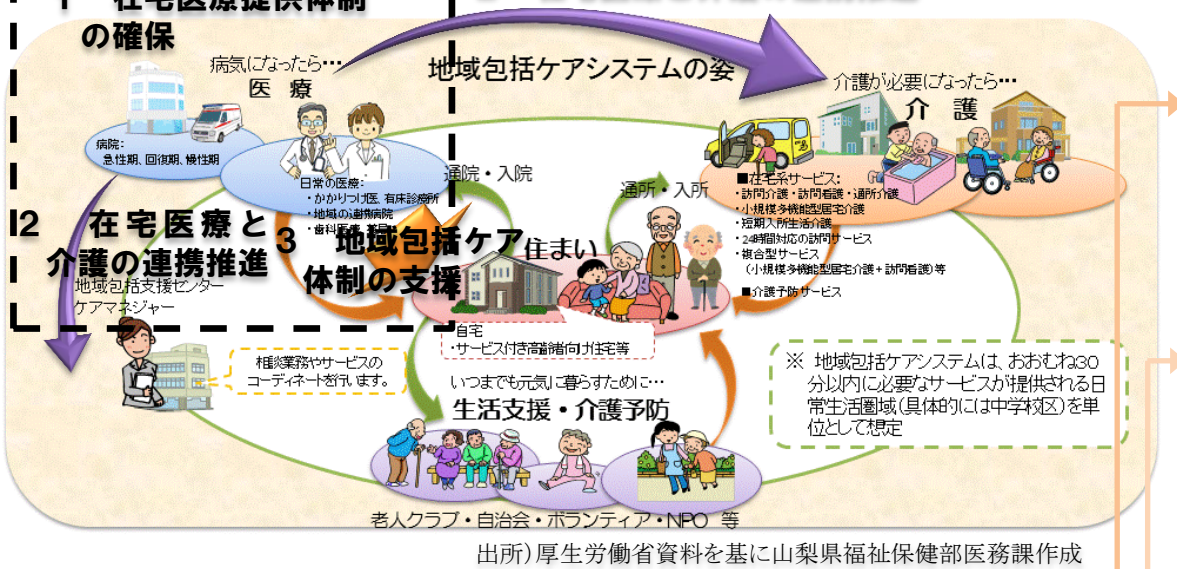 1 在宅医療提供体制
の確保
地域包括ケアシステムの姿
病気になったら･･･
医 療
介護が必要になったら･･･
介 護
病院:
急性期、回復期、慢性期
日常の医療:
・かかりつけ医、有床診療所
・地域の連携病院
・歯科医療、薬局
通院・入院
通所・入所
■在宅系サービス:
・訪問介護・訪問看護・通所介護
・小規模多機能型居宅介護
・短期入所生活介護
・24時間対応の訪問サービス
・複合型サービス
(小規模多機能型居宅介護+訪問看護)等
■介護予防サービス
2 在宅医療と
介護の連携推進
3 地域包括ケア
体制の支援
住まい
地域包括支援センター
ケアマネジャー
・自宅
・サービス付き高齢者向け住宅等
相談業務やサービスの
コーディネートを行います。
いつまでも元気に暮らすために･･･
生活支援・介護予防
※ 地域包括ケアシステムは、おおむね30
分以内に必要なサービスが提供される日
常生活圏域(具体的には中学校区)を単
位として想定
老人クラブ・自治会・ボランティア・NPO 等
出所)厚生労働省資料を基に山梨県福祉保健部医務課作成